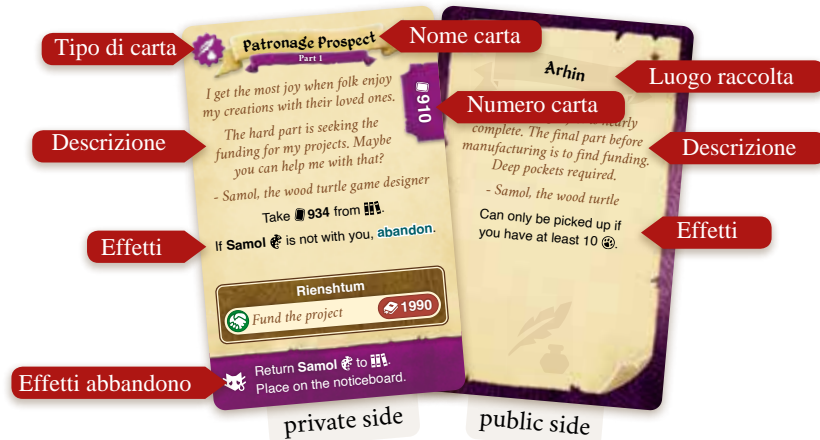 Tipo di carta
Patronage Prospect
Part 1
Nome carta
I get the most joy when folk enjoy
my creations with their loved ones.
910
Numero carta
Descrizione
The hard part is seeking the
funding for my projects. Maybe
you can help me with that?
- Samol, the wood turtle game designer
Take 934 from .
Effetti
If Samol is not with you, abandon.
Rienshtum
Fund the project
1990
Effetti abbandono
Return Samol to .
Place on the noticeboard.
private side
Arhin
Luogo raccolta
nearly
complete. The final part before
manufacturing is to find funding.
Deep pockets required.
Descrizione
- Samol, the wood turtle
Can only be picked up if
you have at least 10 .
Effetti
public side